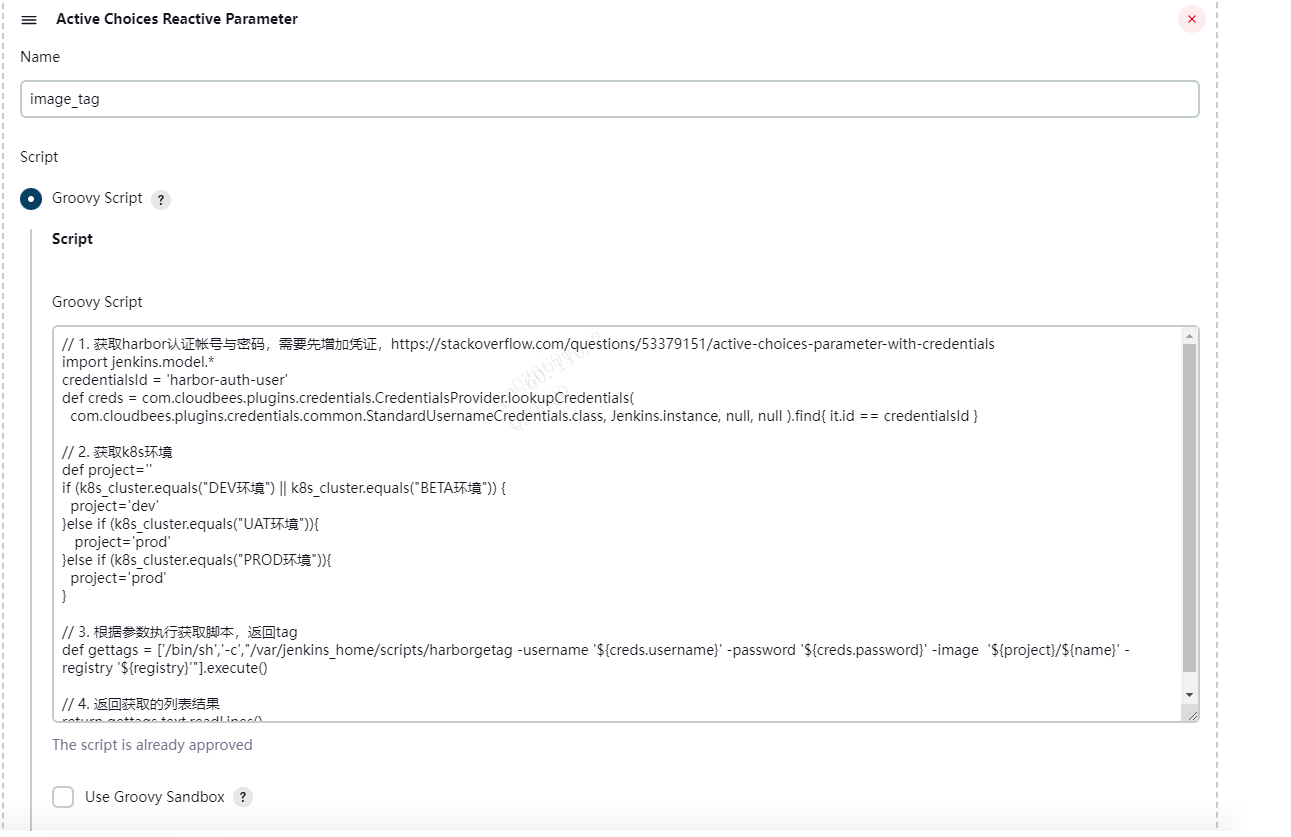 Active Choices Reactive Parameter
Name
image_tag
Script
Groovy Script ?
Script
Groovy Script
// 1. 获取harbor认证帐号与密码，需要先增加凭证，https://stackoverflow.com/questions/53379151/active-choices-parameter-with-credentials
import jenkins.model.*
credentialsId = 'harbor-auth-user'
def creds = com.cloudbees.plugins.credentials.CredentialsProvider.lookupCredentials(
com.cloudbees.plugins.credentials.common.StandardUsernameCredentials.class, Jenkins.instance, null, null ).find{ it.id == credentialsId }
// 2. 获取k8s环境
def project=''
if (k8s_cluster.equals("DEV环境") || k8s_cluster.equals("BETA环境")) {
project='dev'
}else if (k8s_cluster.equals("UAT环境")){
project='prod'
}else if (k8s_cluster.equals("PROD环境")){
project='prod'
}
// 3. 根据参数执行获取脚本，返回tag
def gettags = ['/bin/sh','-c',"/var/jenkins_home/scripts/harborgetag -username '${creds.username}' -password '${creds.password}' -image  '${project}/${name}' -
registry '${registry}'"].execute()
// 4. 返回获取的列表结果
return gettags.text.readLines()
The script is already approved
Use Groovy Sandbox ?